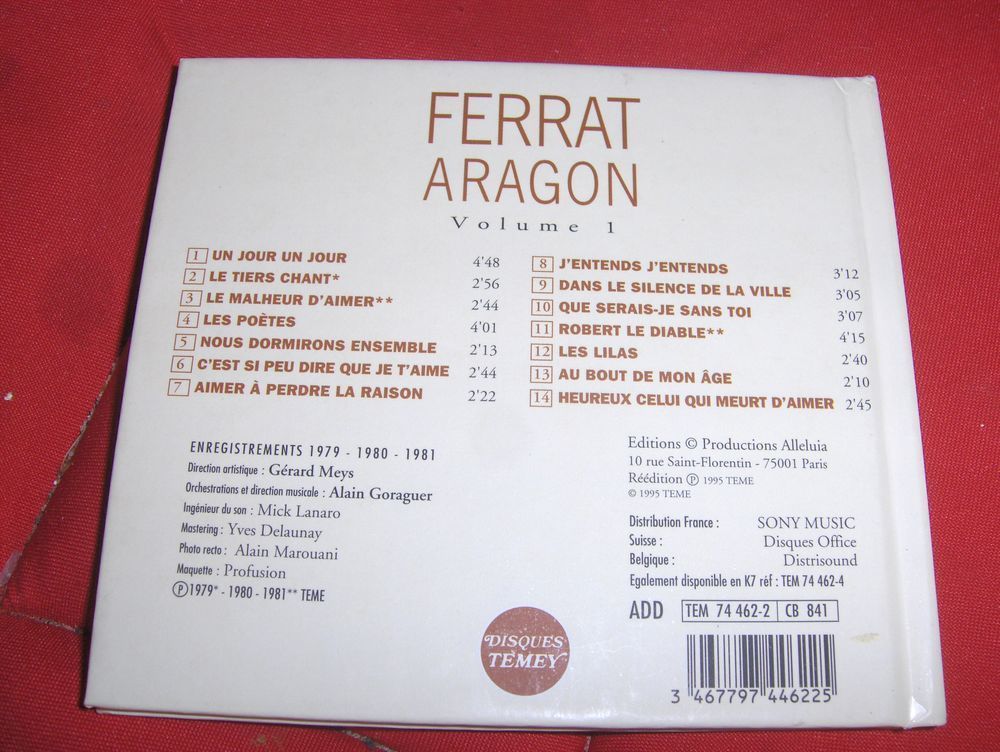 FERRAT
ARAGON
Volume 1
1 UN JOUR UN JOUR 4'48
2 LE TIERS CHANT* 2'56
3 LE MALHEUR D'AIMER** 2'44
4 LES POÈTES 4'01
5 NOUS DORMIRONS ENSEMBLE 2'13
6 C'EST SI PEU DIRE QUE JE T'AIME 2'44
7 AIMER À PERDRE LA RAISON 2'22
8 J'ENTENDS J'ENTENDS 3'12
9 DANS LE SILENCE DE LA VILLE 3'05
10 QUE SERAIS-JE SANS TOI 3'07
11 ROBERT LE DIABLE** 4'15
12 LES LILAS 2'40
13 AU BOUT DE MON ÂGE 2'10
14 HEUREUX CELUI QUI MEURT D'AIMER 2'45
ENREGISTREMENTS 1979 - 1980 - 1981
Direction artistique : Gérard Meys
Orchestrations et direction musicale : Alain Goraguer
Ingénieur du son : Mick Lanaro
Mastering : Yves Delaunay
Photo recto : Alain Marouani
Maquette : Profusion
Ⓟ 1979* - 1980 - 1981** TEME
Editions © Productions Alleluia
10 rue Saint-Florentin - 75001 Paris
Réédition Ⓟ 1995 TEME
© 1995 TEME
Distribution France : SONY MUSIC
Suisse : Disques Office
Belgique : Distrisound
Egalement disponible en K7 réf : TEM 74 462-4
ADD TEM 74 462-2 CB 841
DISQUES
TEMEY
3 467797 446225